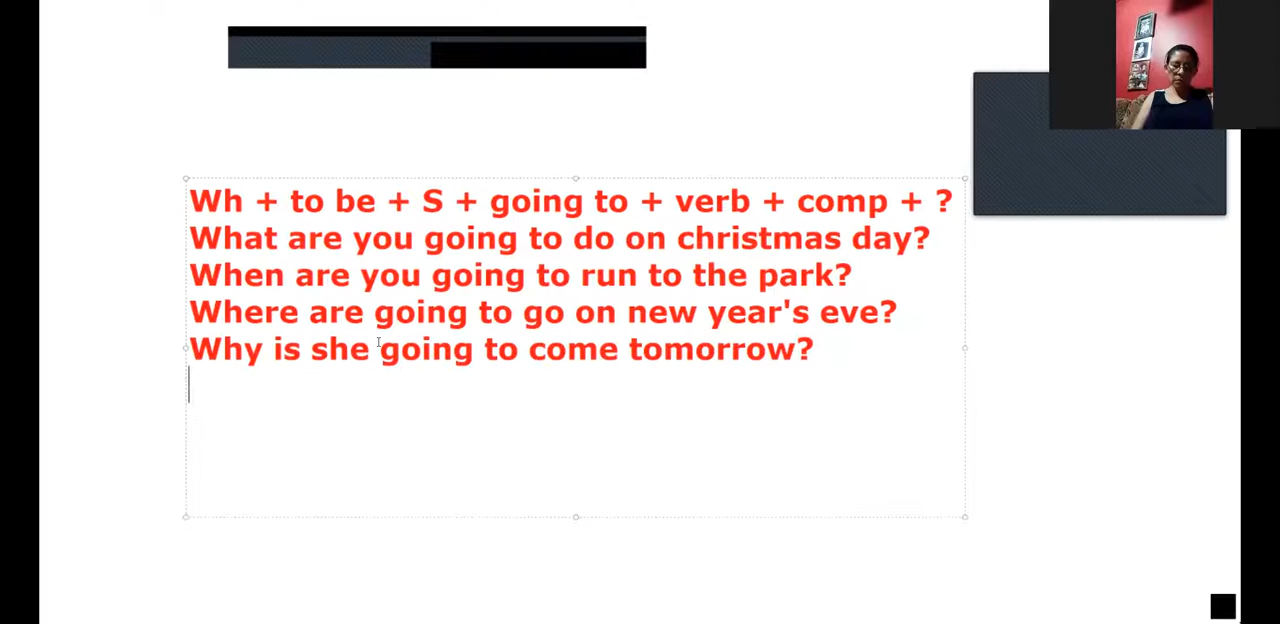 Wh + to be + S + going to + verb + comp + ?
What are you going to do on christmas day?
When are you going to run to the park?
Where are going to go on new year's eve?
Why is she going to come tomorrow?